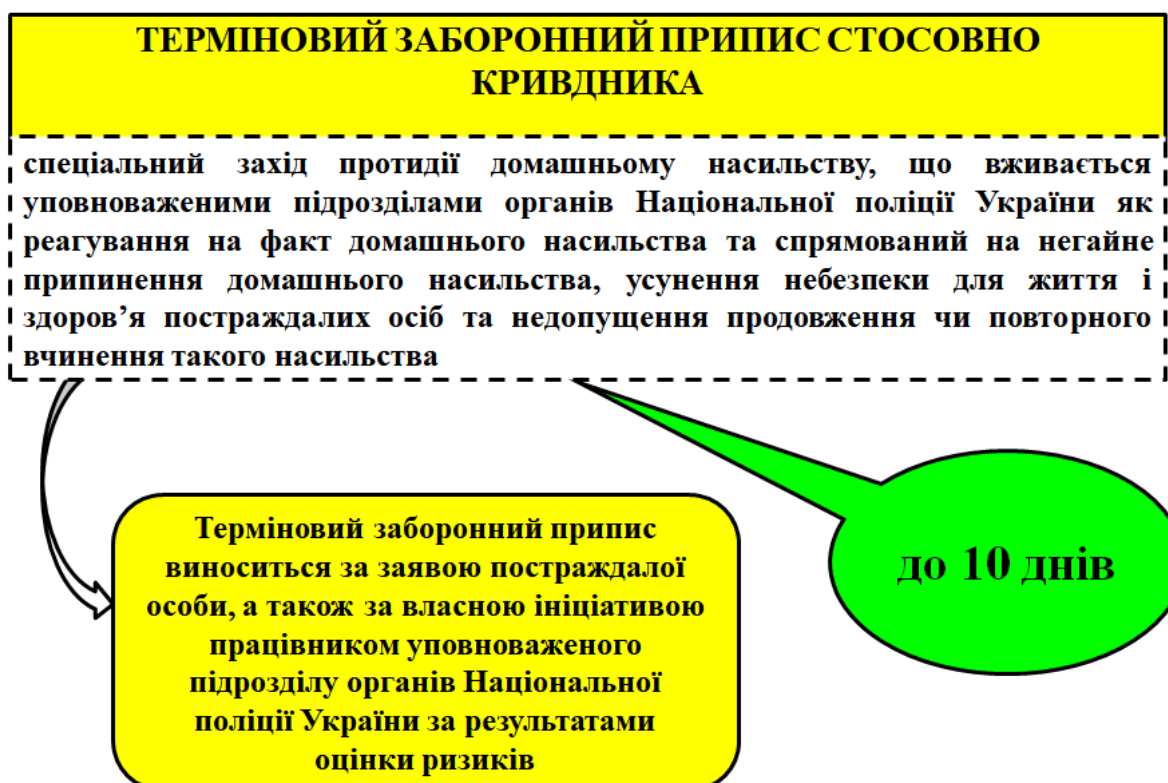 ТЕРМІНОВИЙ ЗАБОРОННИЙ ПРИПИС СТОСОВНО
КРИВДНИКА
спеціальний захід протидії домашньому насильству, що вживається
уповноваженими підрозділами органів Національної поліції України як
реагування на факт домашнього насильства та спрямований на негайне
припинення домашнього насильства, усунення небезпеки для життя і
здоров’я постраждалих осіб та недопущення продовження чи повторного
вчинення такого насильства
Терміновий заборонний припис
виноситься за заявою постраждалої
особи, а також за власною ініціативою
працівником уповноваженого
підрозділу органів Національної
поліції України за результатами
оцінки ризиків
до 10 днів